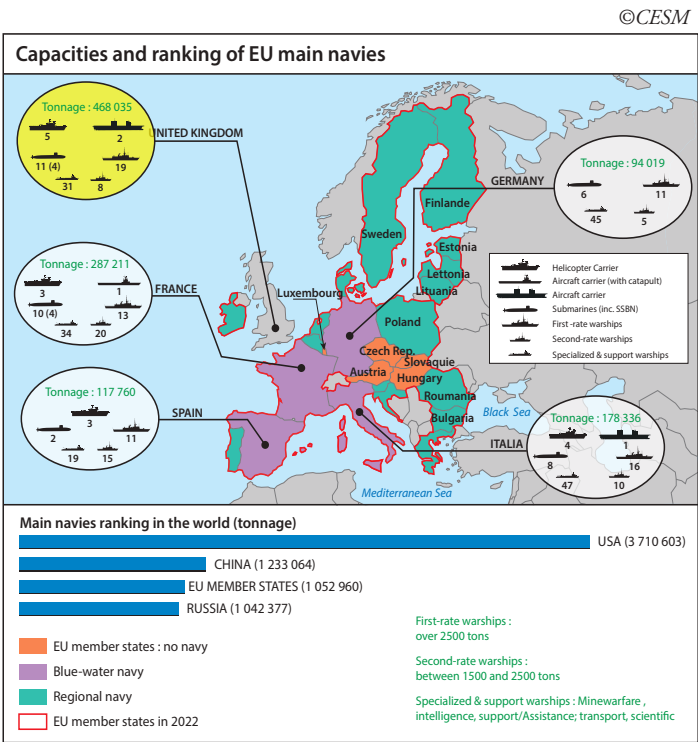 ©CESM
Capacities and ranking of EU main navies
Tonnage : 468 035
5
2
11 (4)
19
31
8
UNITED KINGDOM
Tonnage : 94 019
6
11
45
5
GERMANY
Finlande
Sweden
Estonia
Lettonia
Lituania
Helicopter Carrier
Aircraft carrier (with catapult)
Aircraft carrier
Submarines (inc. SSBN)
First-rate warships
Second-rate warships
Specialized & support warships
Tonnage : 287 211
3
1
10 (4)
13
34
20
FRANCE
Luxembourg
Poland
Czech Rep.
Slovaquie
Austria
Hungary
Roumania
Bulgaria
Black Sea
Tonnage : 117 760
3
2
11
19
15
SPAIN
ITALIA
Tonnage : 178 336
4
1
8
16
47
10
Mediterranean Sea
Main navies ranking in the world (tonnage)
USA (3 710 603)
CHINA (1 233 064)
EU MEMBER STATES (1 052 960)
RUSSIA (1 042 377)
EU member states : no navy
Blue-water navy
Regional navy
EU member states in 2022
First-rate warships :
over 2500 tons
Second-rate warships :
between 1500 and 2500 tons
Specialized & support warships : Minewarfare ,
intelligence, support/Assistance; transport, scientific